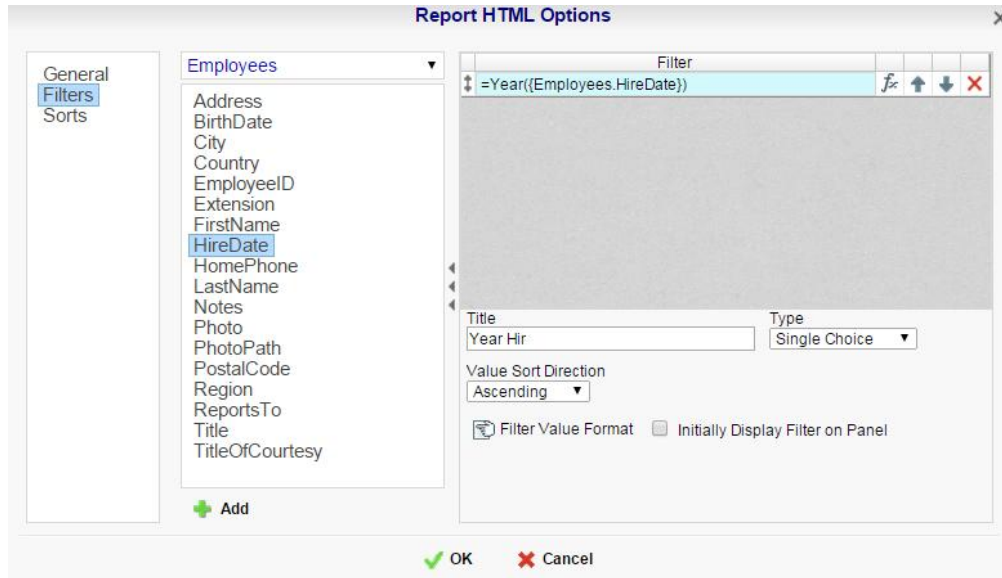 Report HTML Options
General
Filters
Sorts
Employees
Address
BirthDate
City
Country
EmployeeID
Extension
FirstName
HireDate
HomePhone
LastName
Notes
Photo
PhotoPath
PostalCode
Region
ReportsTo
Title
TitleOfCourtesy
Add
Filter
=Year({Employees.HireDate})
Title
Type
Year Hir
Single Choice
Value Sort Direction
Ascending
Filter Value Format
Initially Display Filter on Panel
OK
Cancel